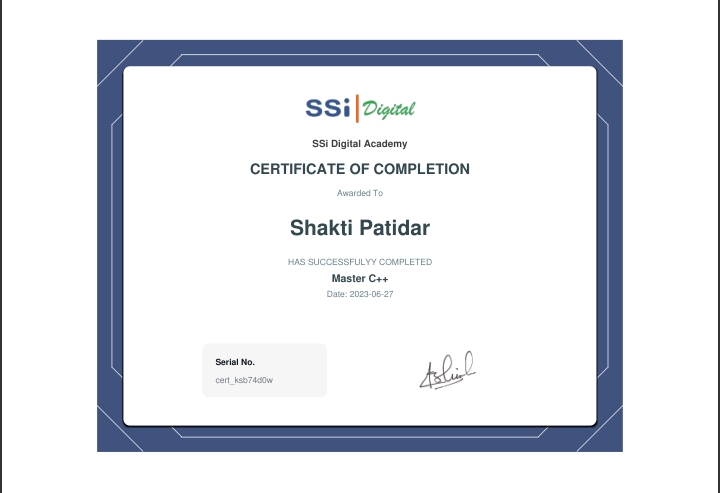 SSi Digital
SSi Digital Academy
CERTIFICATE OF COMPLETION
Awarded To
Shakti Patidar
HAS SUCCESSFULYY COMPLETED
Master C++
Date: 2023-06-27
Serial No.
cert_ksb74d0w